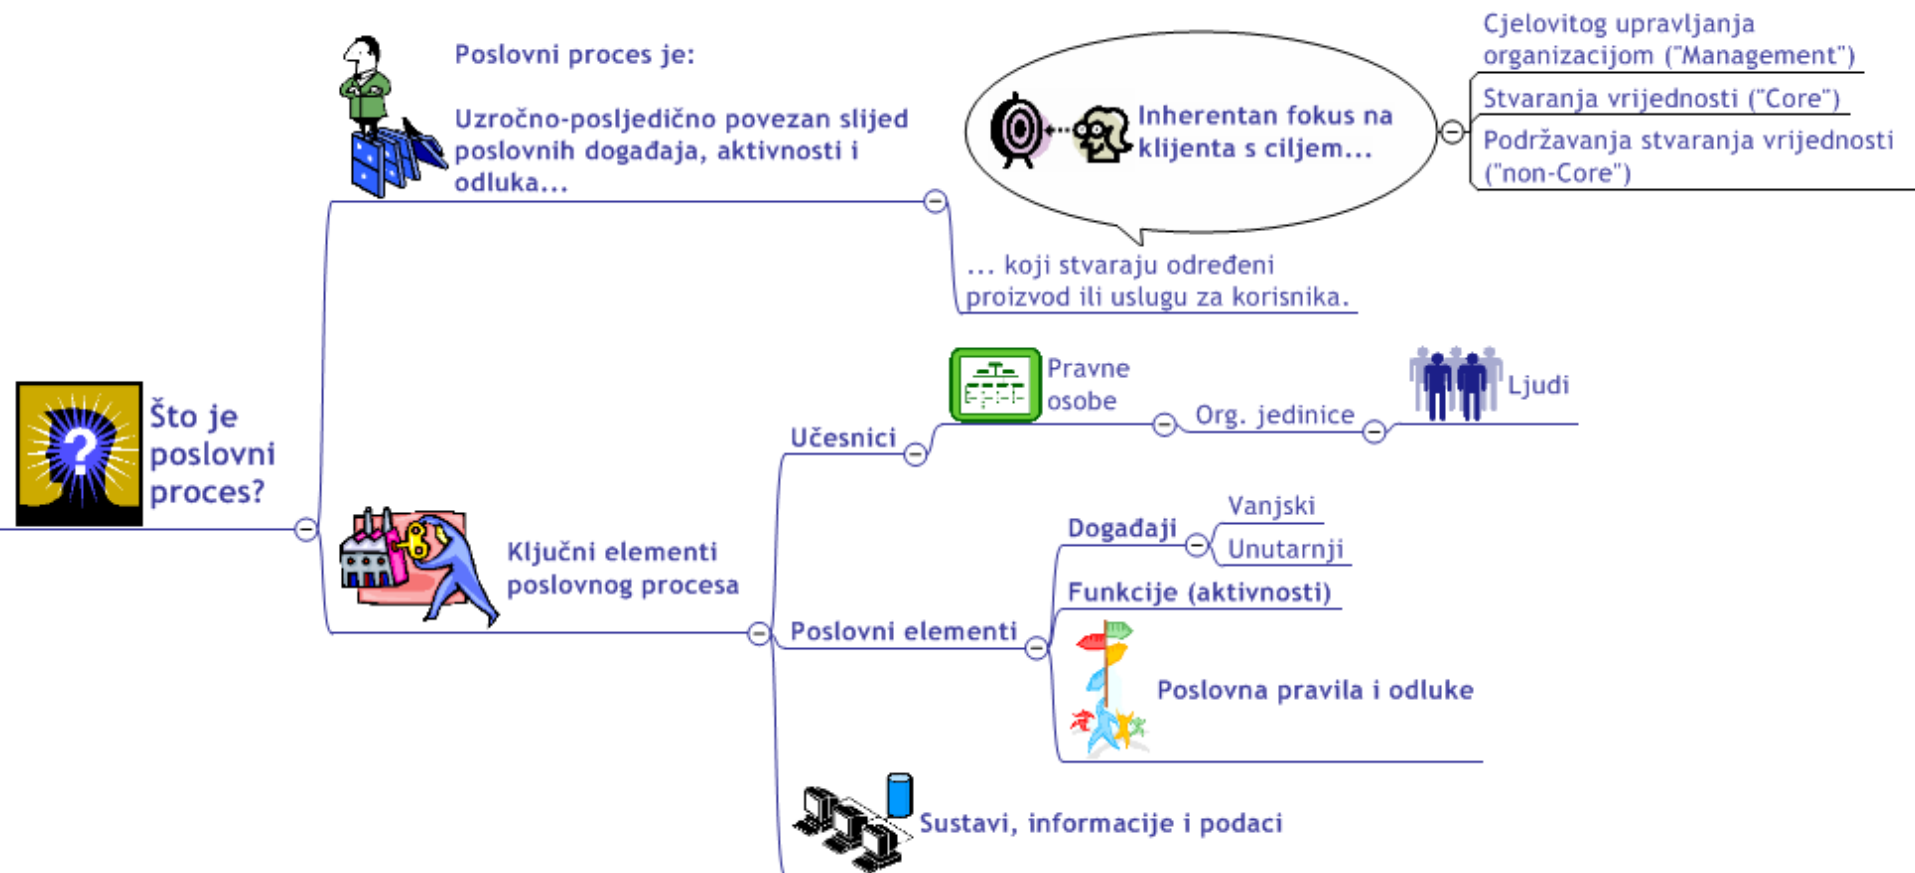 Što je
poslovni
proces?
Poslovni proces je:
Uzročno-posljedično povezan slijed
poslovnih događaja, aktivnosti i
odluka...
Inherentan fokus na
klijenta s ciljem...
Cjelovitog upravljanja
organizacijom ("Management")
Stvaranja vrijednosti ("Core")
Podržavanja stvaranja vrijednosti
("non-Core")
... koji stvaraju određeni
proizvod ili uslugu za korisnika.
Ključni elementi
poslovnog procesa
Učesnici
Pravne
osobe
Org. jedinice
Ljudi
Poslovni elementi
Događaji
Vanjski
Unutarnji
Funkcije (aktivnosti)
Poslovna pravila i odluke
Sustavi, informacije i podaci